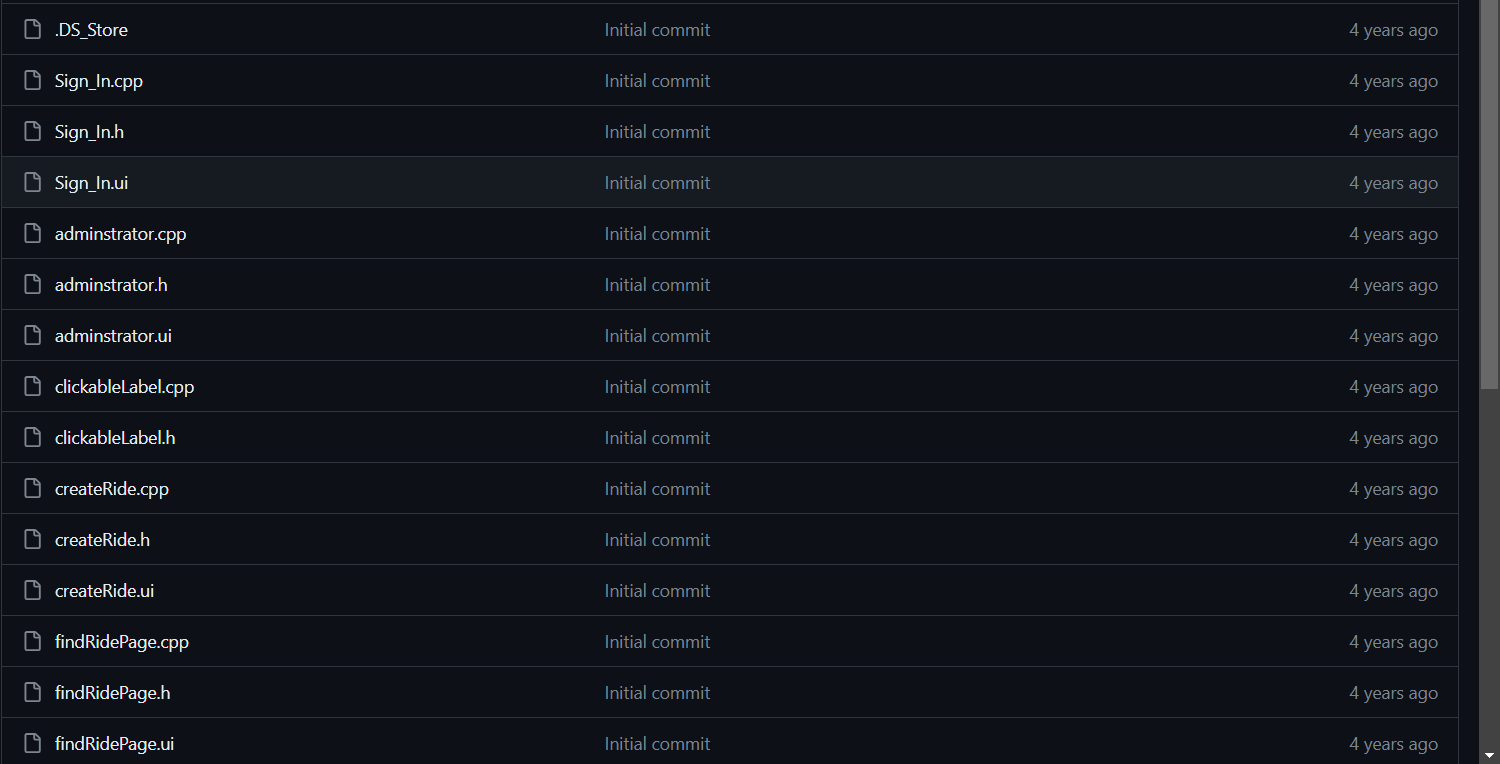 .DS_Store Initial commit 4 years ago
Sign_In.cpp Initial commit 4 years ago
Sign_In.h Initial commit 4 years ago
Sign_In.ui Initial commit 4 years ago
adminstrator.cpp Initial commit 4 years ago
adminstrator.h Initial commit 4 years ago
adminstrator.ui Initial commit 4 years ago
clickableLabel.cpp Initial commit 4 years ago
clickableLabel.h Initial commit 4 years ago
createRide.cpp Initial commit 4 years ago
createRide.h Initial commit 4 years ago
createRide.ui Initial commit 4 years ago
findRidePage.cpp Initial commit 4 years ago
findRidePage.h Initial commit 4 years ago
findRidePage.ui Initial commit 4 years ago